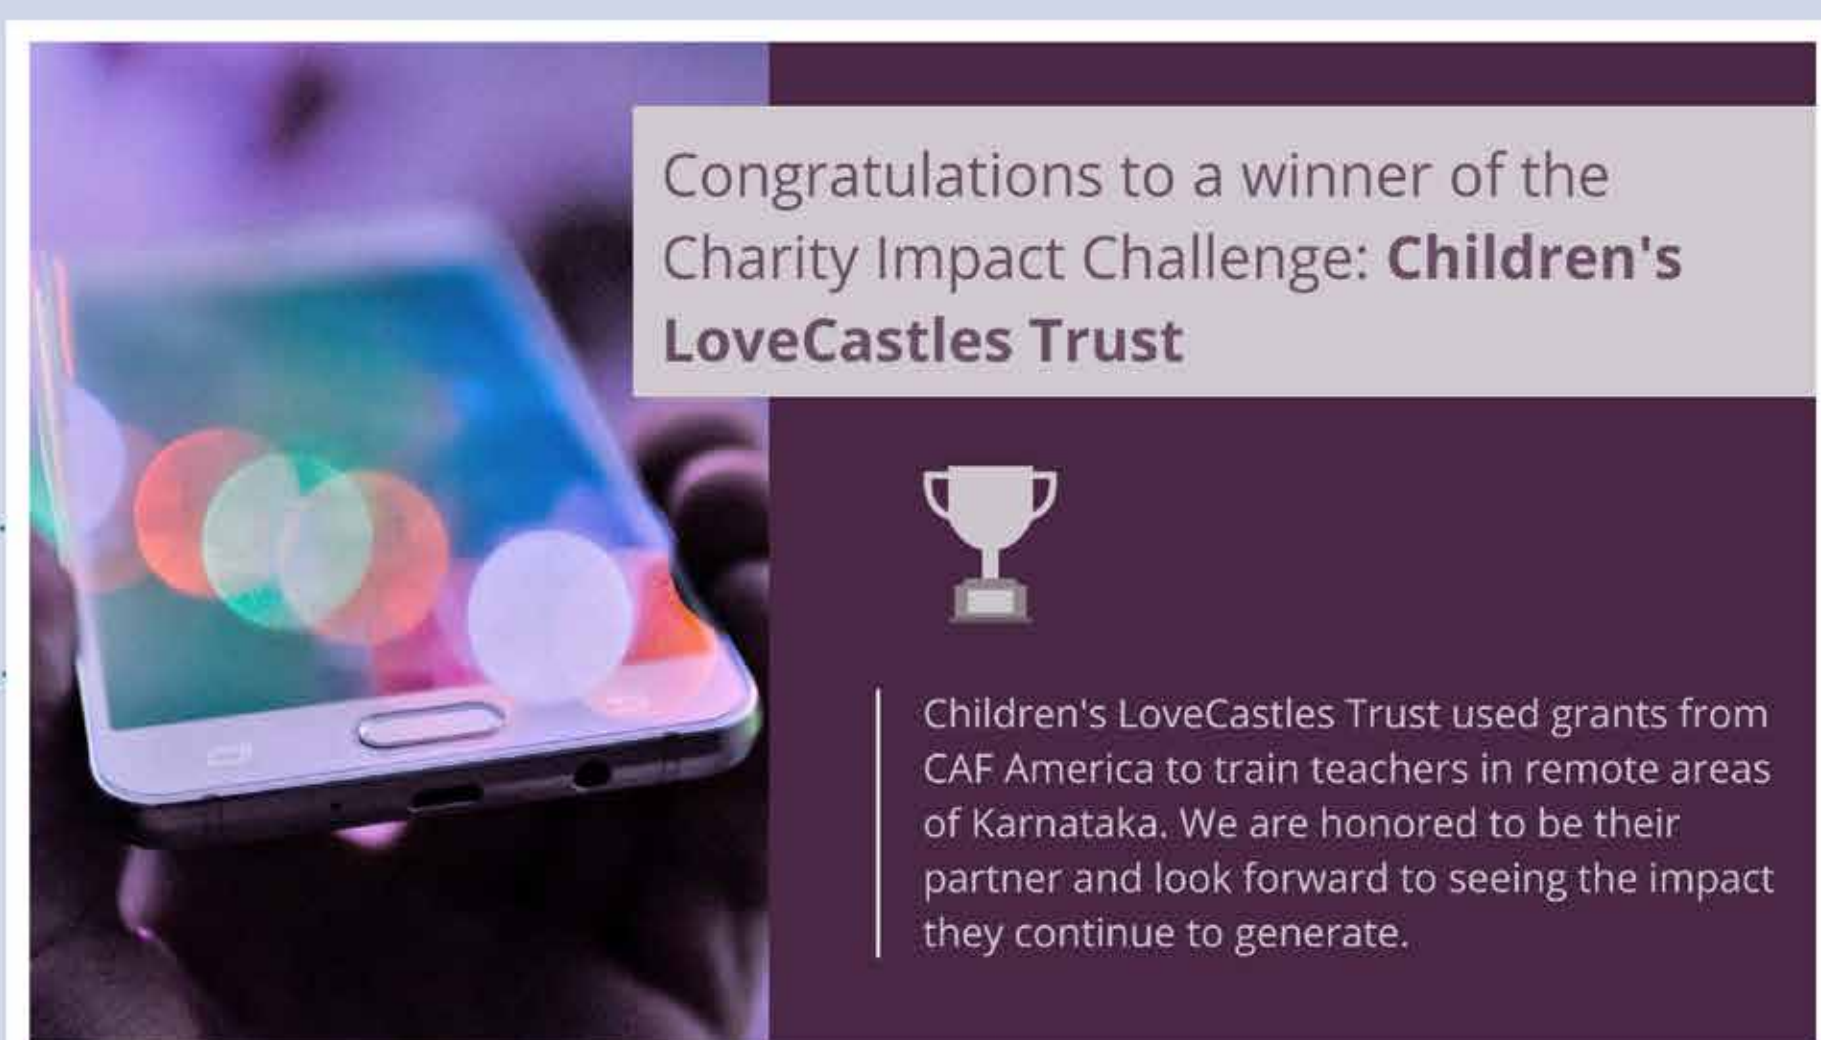 Congratulations to a winner of the
Charity Impact Challenge: Children's
LoveCastles Trust
Children's LoveCastles Trust used grants from
CAF America to train teachers in remote areas
of Karnataka. We are honored to be their
partner and look forward to seeing the impact
they continue to generate.